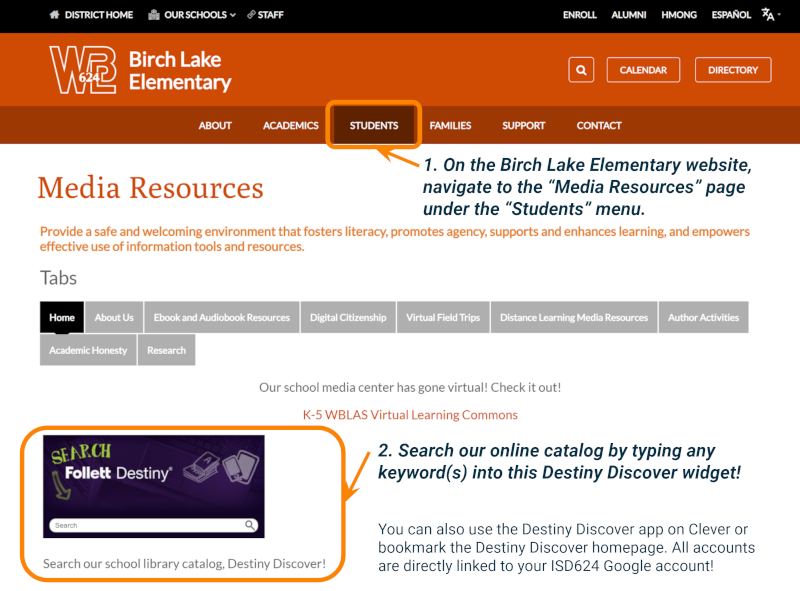 DISTRICT HOME OUR SCHOOLS STAFF ENROLL ALUMNI HMONG ESPAÑOL
WBWL 624 Birch Lake
Elementary
CALENDAR DIRECTORY
ABOUT ACADEMICS STUDENTS FAMILIES SUPPORT CONTACT
1. On the Birch Lake Elementary website,
navigate to the “Media Resources” page
under the “Students” menu.
Media Resources
Provide a safe and welcoming environment that fosters literacy, promotes agency, supports and enhances learning, and empowers
effective use of information tools and resources.
Tabs
Home About Us Ebook and Audiobook Resources Digital Citizenship Virtual Field Trips Distance Learning Media Resources Author Activities
Academic Honesty Research
Our school media center has gone virtual! Check it out!
K-5 WBLAS Virtual Learning Commons
SEARCH
Follett Destiny®
Search
Search our school library catalog, Destiny Discover!
2. Search our online catalog by typing any
keyword(s) into this Destiny Discover widget!
You can also use the Destiny Discover app on Clever or
bookmark the Destiny Discover homepage. All accounts
are directly linked to your ISD624 Google account!